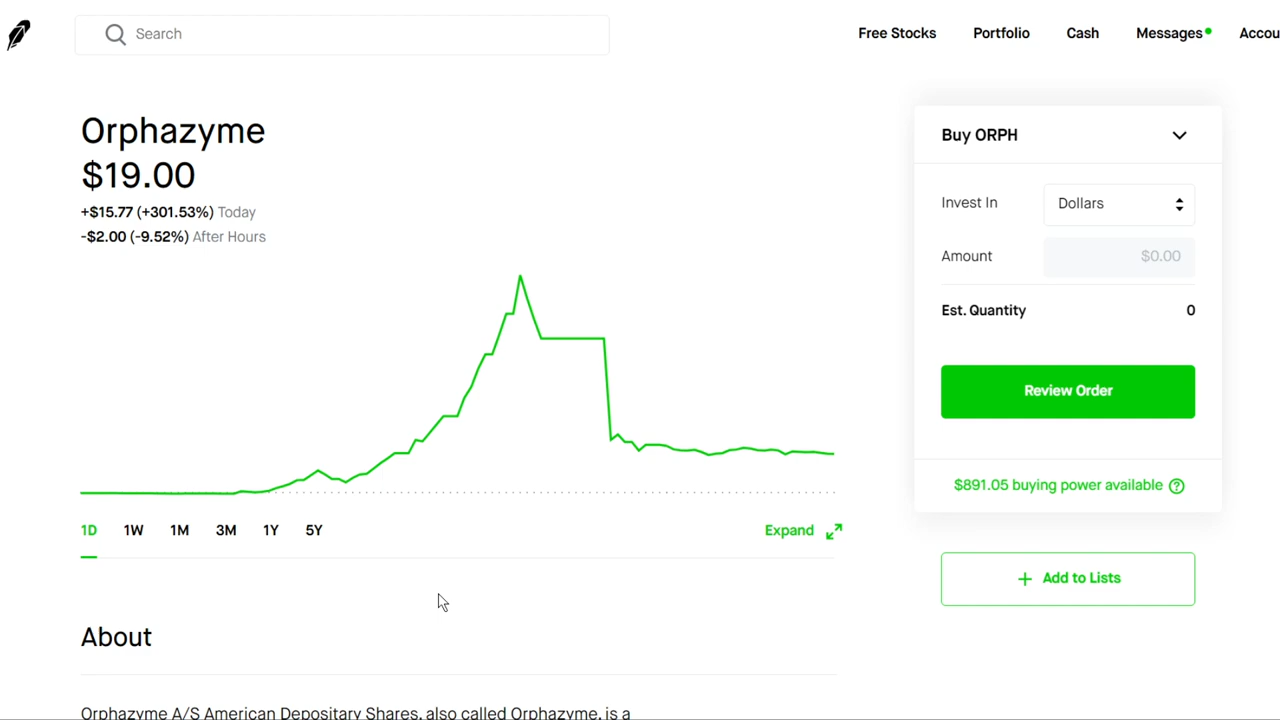 Search
Free Stocks
Portfolio
Cash
Messages
Accou
Orphazyme
$19.00
+$15.77 (+301.53%) Today
-$2.00 (-9.52%) After Hours
1D
1W
1M
3M
1Y
5Y
Expand
About
Orphazyme A/S American Depositary Shares, also called Orphazyme, is a
Buy ORPH
Invest In
Dollars
Amount
$0.00
Est. Quantity
0
Review Order
$891.05 buying power available
Add to Lists